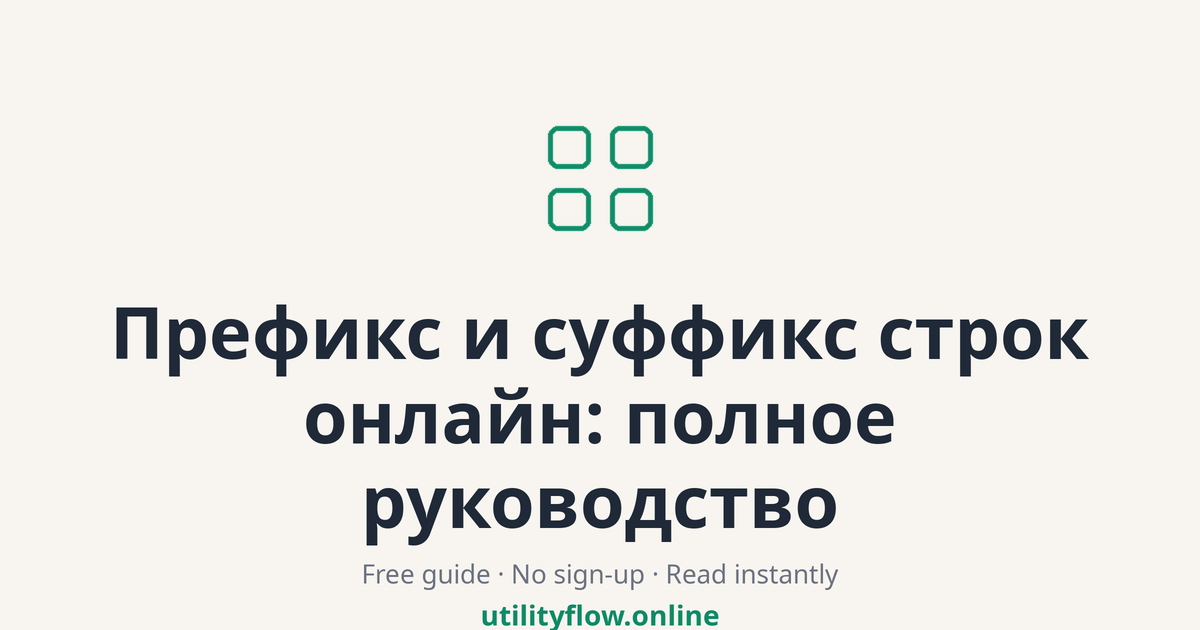 Префикс и суффикс строк
онлайн: полное
руководство
Free guide · No sign-up · Read instantly
utilityflow.online